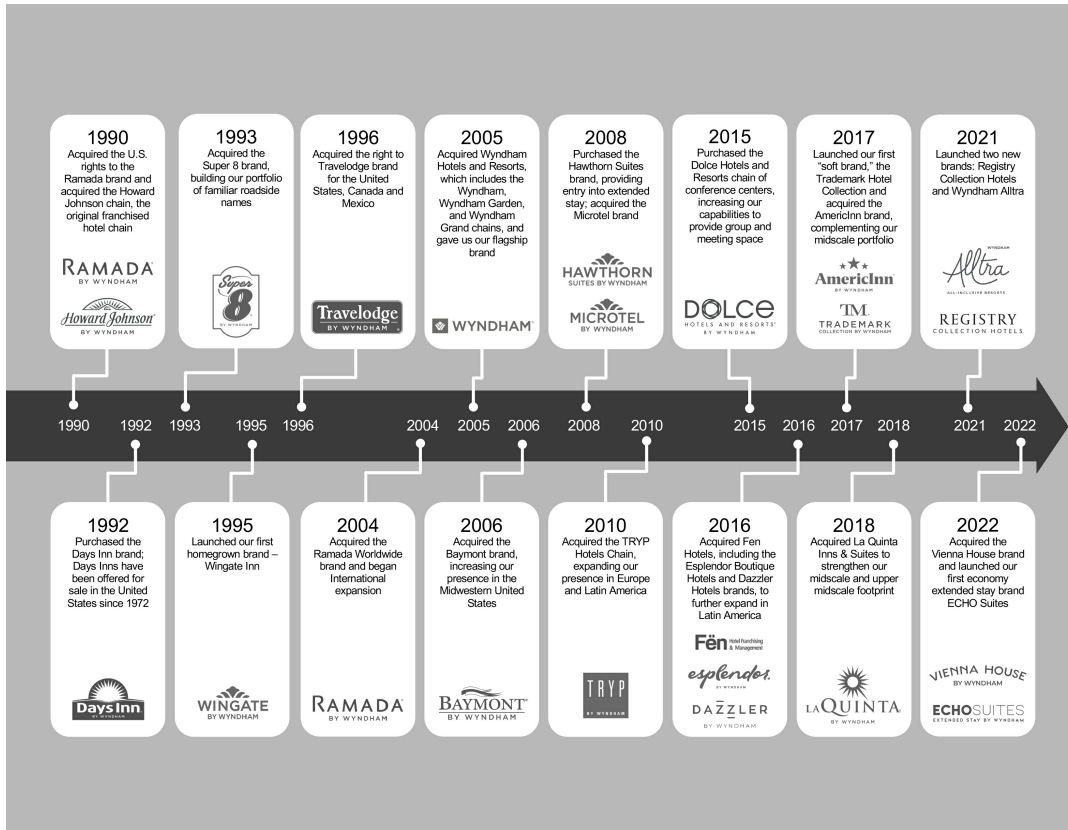 1990
Acquired the U.S.
rights to the
Ramada brand and
acquired the Howard
Johnson chain, the
original franchised
hotel chain
RAMADA®
BY WYNDHAM
Howard Johnson®
BY WYNDHAM
1993
Acquired the
Super 8 brand,
building our portfolio
of familiar roadside
names
Super
8
BY WYNDHAM
1996
Acquired the right to
Travelodge brand
for the United
States, Canada and
Mexico
Travelodge
BY WYNDHAM
2005
Acquired Wyndham
Hotels and Resorts,
which includes the
Wyndham,
Wyndham Garden,
and Wyndham
Grand chains, and
gave us our flagship
brand
WYNDHAM®
2008
Purchased the
Hawthorn Suites
brand, providing
entry into extended
stay; acquired the
Microtel brand
HAWTHORN
SUITES BY WYNDHAM
MICROTEL
BY WYNDHAM
2015
Purchased the
Dolce Hotels and
Resorts chain of
conference centers,
increasing our
capabilities to
provide group and
meeting space
DOLCE
HOTELS AND RESORTS®
BY WYNDHAM
2017
Launched our first
“soft brand,” the
Trademark Hotel
Collection and
acquired the
AmericInn brand,
complementing our
midscale portfolio
AmericInn®
BY WYNDHAM
TM
TRADEMARK
COLLECTION BY WYNDHAM
2021
Launched two new
brands: Registry
Collection Hotels
and Wyndham Alltra
WYNDHAM
Alltra
ALL-INCLUSIVE RESORTS
REGISTRY
COLLECTION HOTELS
1990 1992 1993 1995 1996 2004 2005 2006 2008 2010 2015 2016 2017 2018 2021 2022
1992
Purchased the
Days Inn brand;
Days Inns have
been offered for
sale in the United
States since 1972
Days Inn
BY WYNDHAM
1995
Launched our first
homegrown brand –
Wingate Inn
WINGATE
BY WYNDHAM
2004
Acquired the
Ramada Worldwide
brand and began
International
expansion
RAMADA®
BY WYNDHAM
2006
Acquired the
Baymont brand,
increasing our
presence in the
Midwestern United
States
BAYMONT®
BY WYNDHAM
2010
Acquired the TRYP
Hotels Chain,
expanding our
presence in Europe
and Latin America
TRYP
BY WYNDHAM
2016
Acquired Fen
Hotels, including the
Esplendor Boutique
Hotels and Dazzler
Hotels brands, to
further expand in
Latin America
Fën Hotel Franchising
& Management
esplendor.
BY WYNDHAM
DAZZLER
BY WYNDHAM
2018
Acquired La Quinta
Inns & Suites to
strengthen our
midscale and upper
midscale footprint
LAQUINTA®
BY WYNDHAM
2022
Acquired the
Vienna House brand
and launched our
first economy
extended stay brand
ECHO Suites
VIENNA HOUSE
BY WYNDHAM
ECHOSUITES
EXTENDED STAY BY WYNDHAM